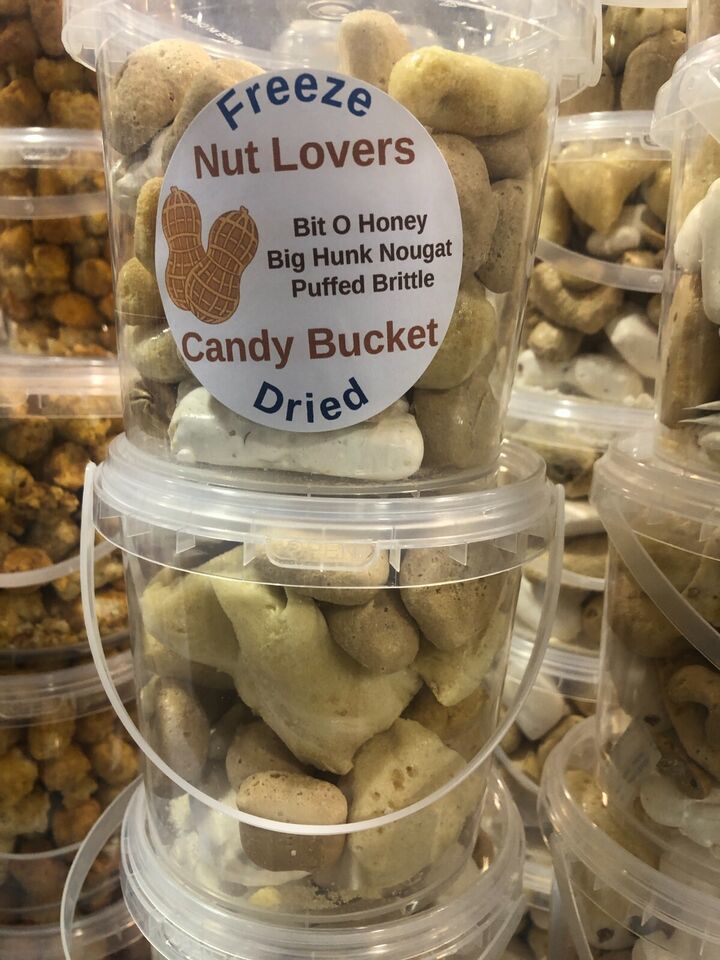 Freeze
Nut Lovers
Bit O Honey
Big Hunk Nougat
Puffed Brittle
Candy Bucket
Dried